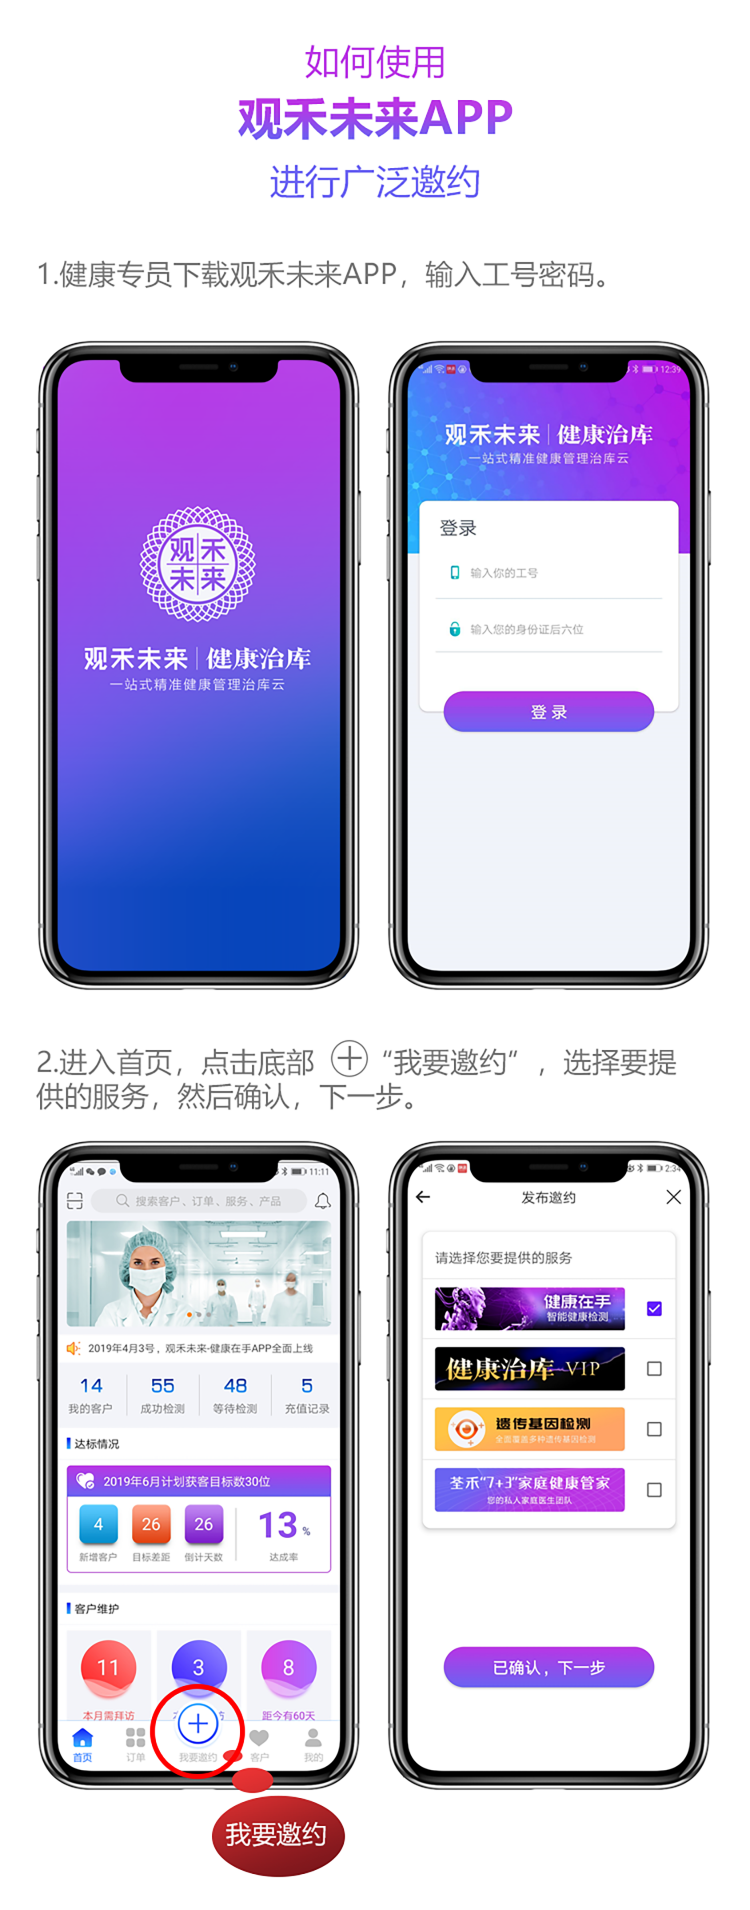 如何使用
观禾未来APP
进行广泛邀约
1.健康专员下载观禾未来APP，输入工号密码。
观禾
未来
观禾未来|健康治库
一站式精准健康管理治库云
12:39
观禾未来|健康治库
一站式精准健康管理治库云
登录
输入你的工号
输入您的身份证后六位
登录
2.进入首页，点击底部 ⊕“我要邀约”，选择要提
供的服务，然后确认，下一步。
11:11
搜索客户、订单、服务、产品
2019年4月3号，观禾未来-健康在手APP全面上线
14 55 48 5
我的客户 成功检测 等待检测 充值记录
达标情况
2019年6月计划获客目标数30位
4 26 26 13%
新增客户 目标差距 倒计天数 达成率
客户维护
11 3 8
本月需拜访 访 距今有60天
首页 订单 我要邀约 客户 我的
我要邀约
2:34
发布邀约
请选择您要提供的服务
健康在手
智能健康检测
健康治库-VIP
遗传基因检测
全面覆盖多种遗传基因检测
荃禾“7+3”家庭健康管家
您的私人家庭医生团队
已确认，下一步